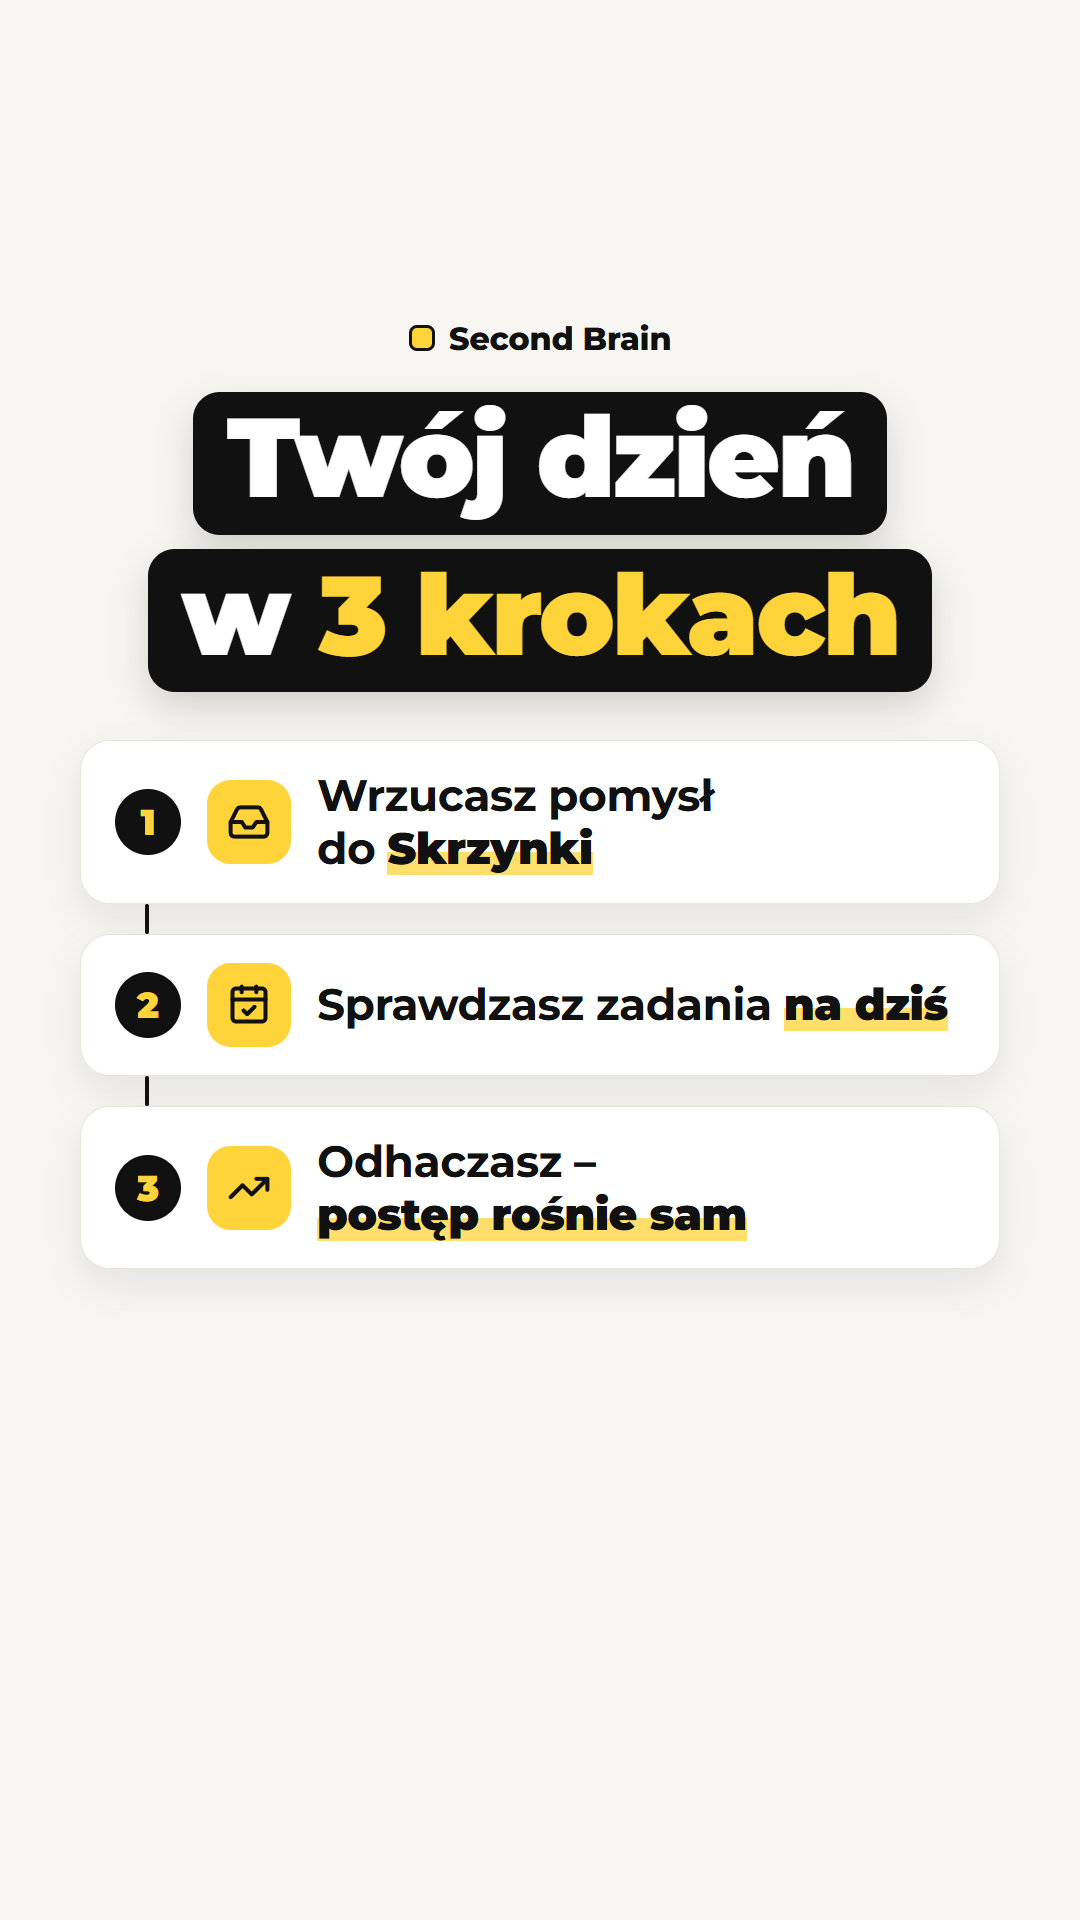 Second Brain
Twój dzień
w 3 krokach
1
Wrzucasz pomysł
do Skrzynki
2
Sprawdzasz zadania na dziś
3
Odhaczasz –
postęp rośnie sam